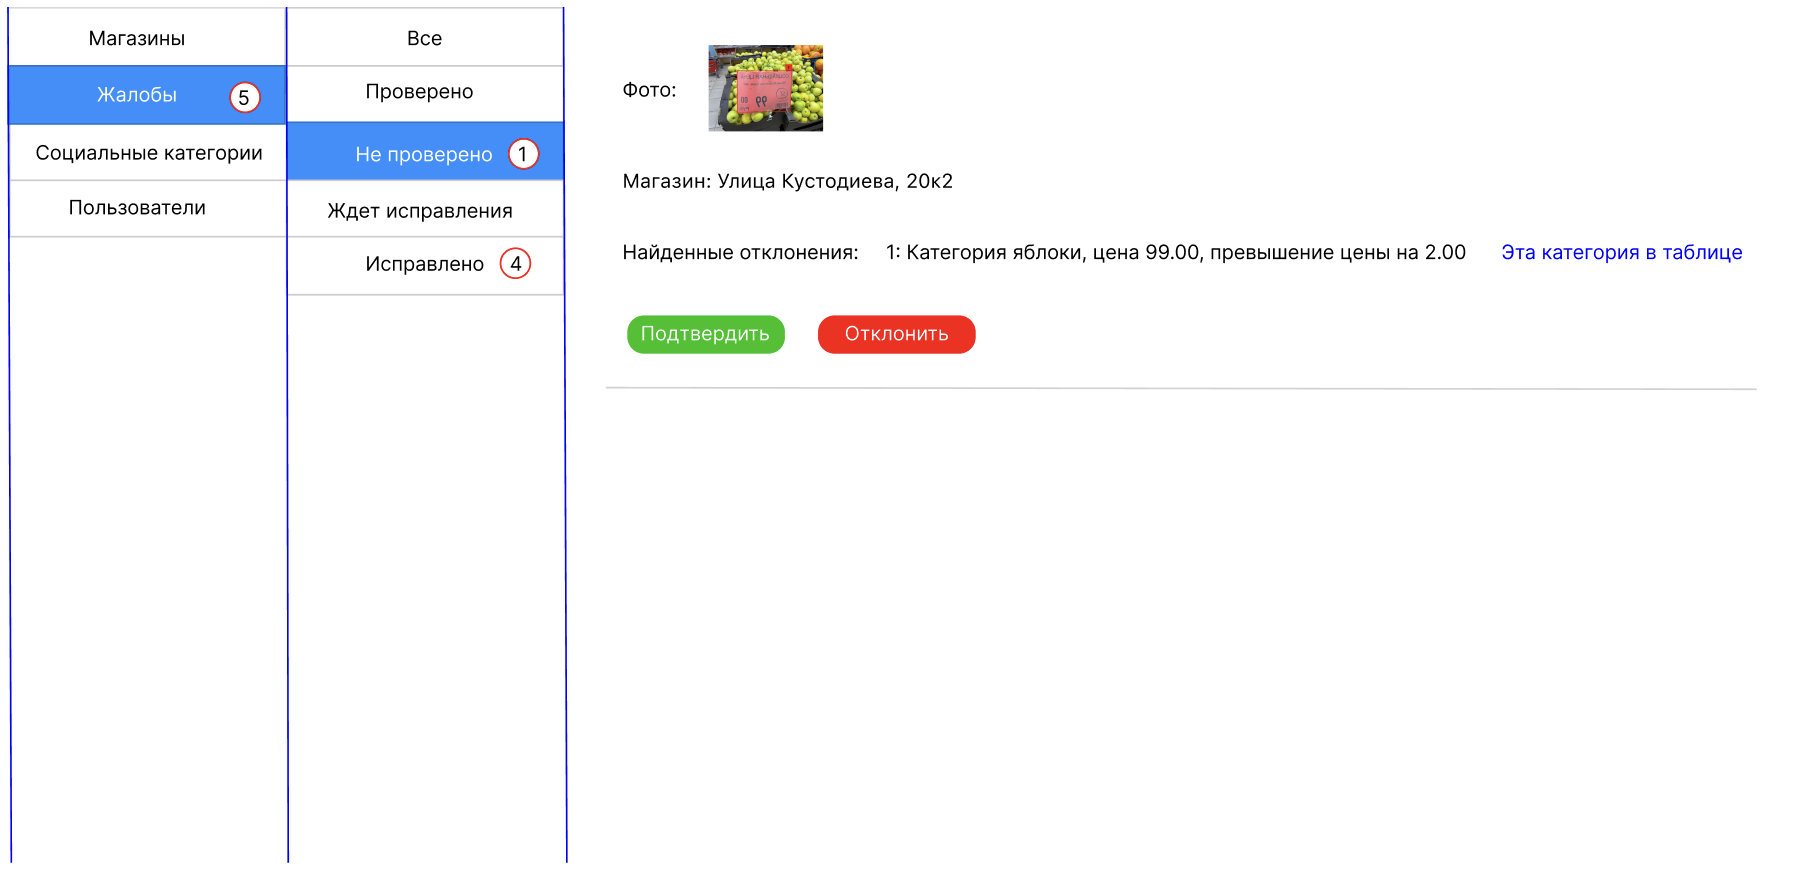 Магазины
Жалобы 5
Социальные категории
Пользователи
Все
Проверено
Не проверено 1
Ждет исправления
Исправлено 4
Фото:
99
Магазин: Улица Кустодиева, 20к2
Найденные отклонения: 1: Категория яблоки, цена 99.00, превышение цены на 2.00 Эта категория в таблице
Подтвердить Отклонить